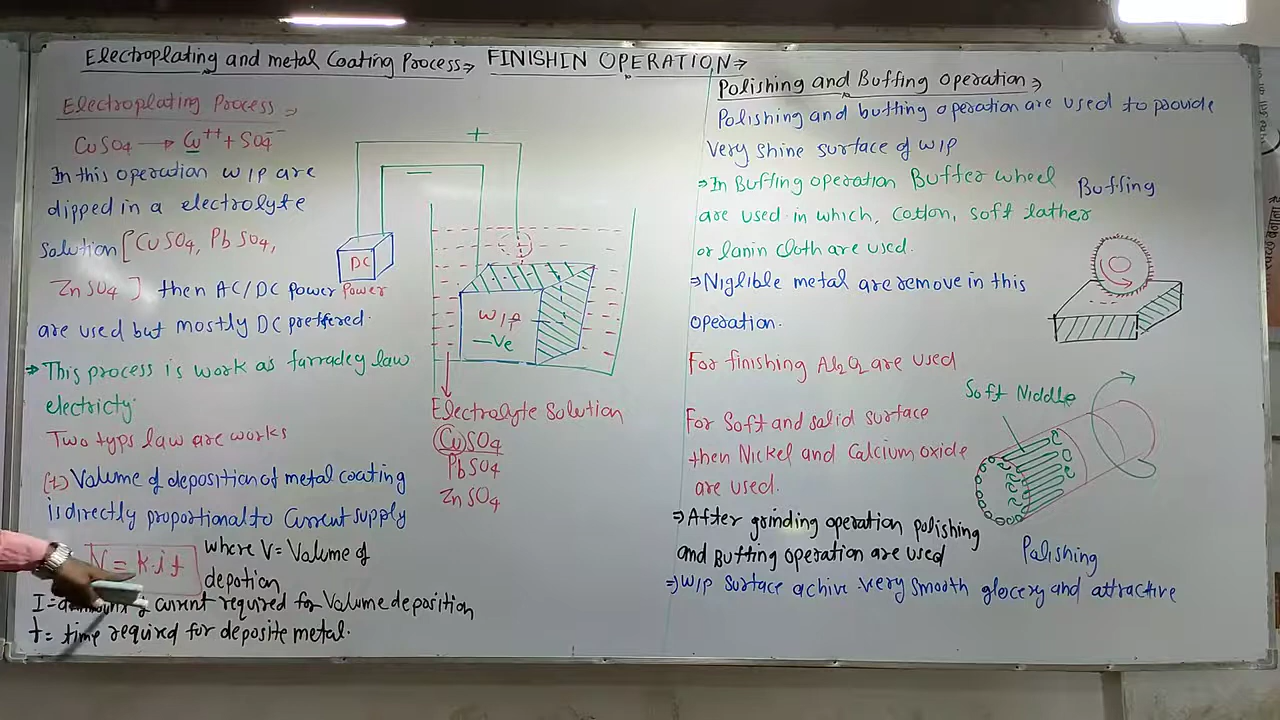 Electroplating and metal Coating Process⇒ FINISHIN OPERATION⇒
Electroplating Process ⇒
CuSO4 → Cu++ + SO4--
In this operation W/P are
dipped in a electrolyte
Solution [CuSO4, PbSO4,
ZnSO4] then AC/DC power
are used but mostly DC preffered.
⇒ This process is work as farradey law
electricty.
Two typs law are works
(1) Volume of deposition of metal coating
is directly proportional to Current supply
V = K.i.t
where V = Volume of
depotion
I = of current required for Volume deposition
t = time required for deposite metal.
+
—
DC
Power
W/P
-Ve
Electrolyte Solution
CuSO4
PbSO4
ZnSO4
Polishing and Buffing operation⇒
Polishing and butting operation are used to provide
Very shine surface of W/P
⇒ In Buffing operation Buffer wheel
are used in which, Cotton, soft lather
or lanin cloth are used.
⇒ Niglible metal are remove in this
operation.
For finishing Al2O2 are used
For Soft and solid surface
then Nickel and Calcium oxide
are used.
⇒ After grinding operation polishing
and Butting operation are used
⇒ W/P surface achive very smooth glocery and attractive
Buffing
Soft Niddle
Polishing